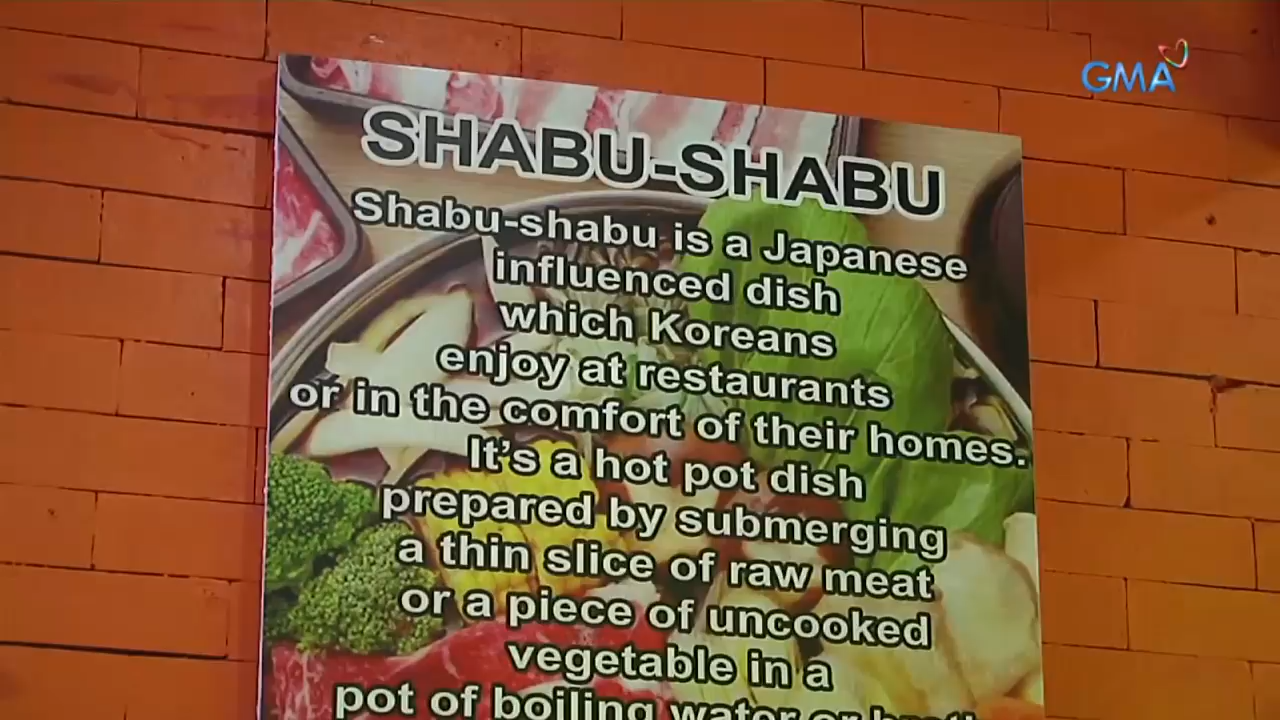 GMA
SHABU-SHABU
Shabu-shabu is a Japanese
influenced dish
which Koreans
enjoy at restaurants
or in the comfort of their homes.
It's a hot pot dish
prepared by submerging
a thin slice of raw meat
or a piece of uncooked
vegetable in a
pot of boiling water or